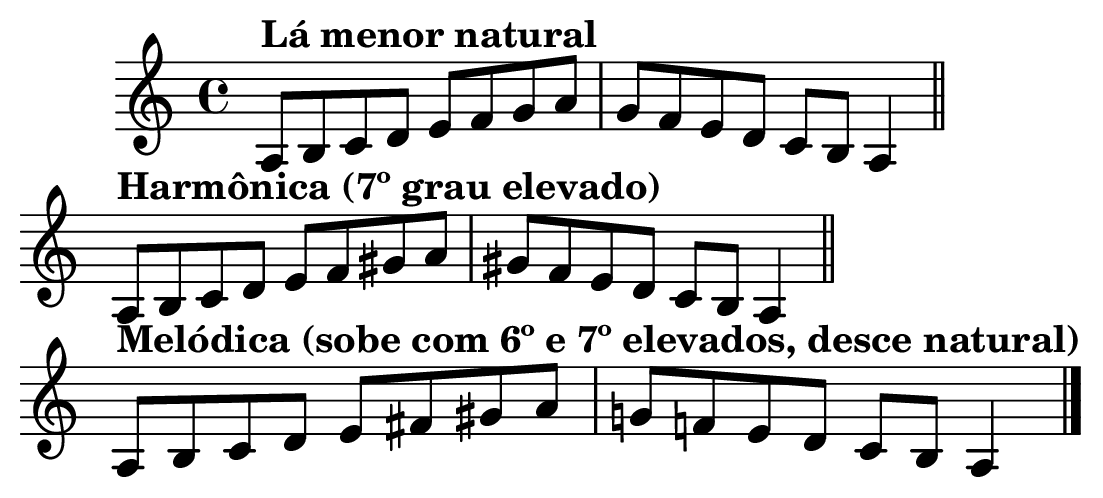 Lá menor natural
Harmônica (7º grau elevado)
Melódica (sobe com 6º e 7º elevados, desce natural)